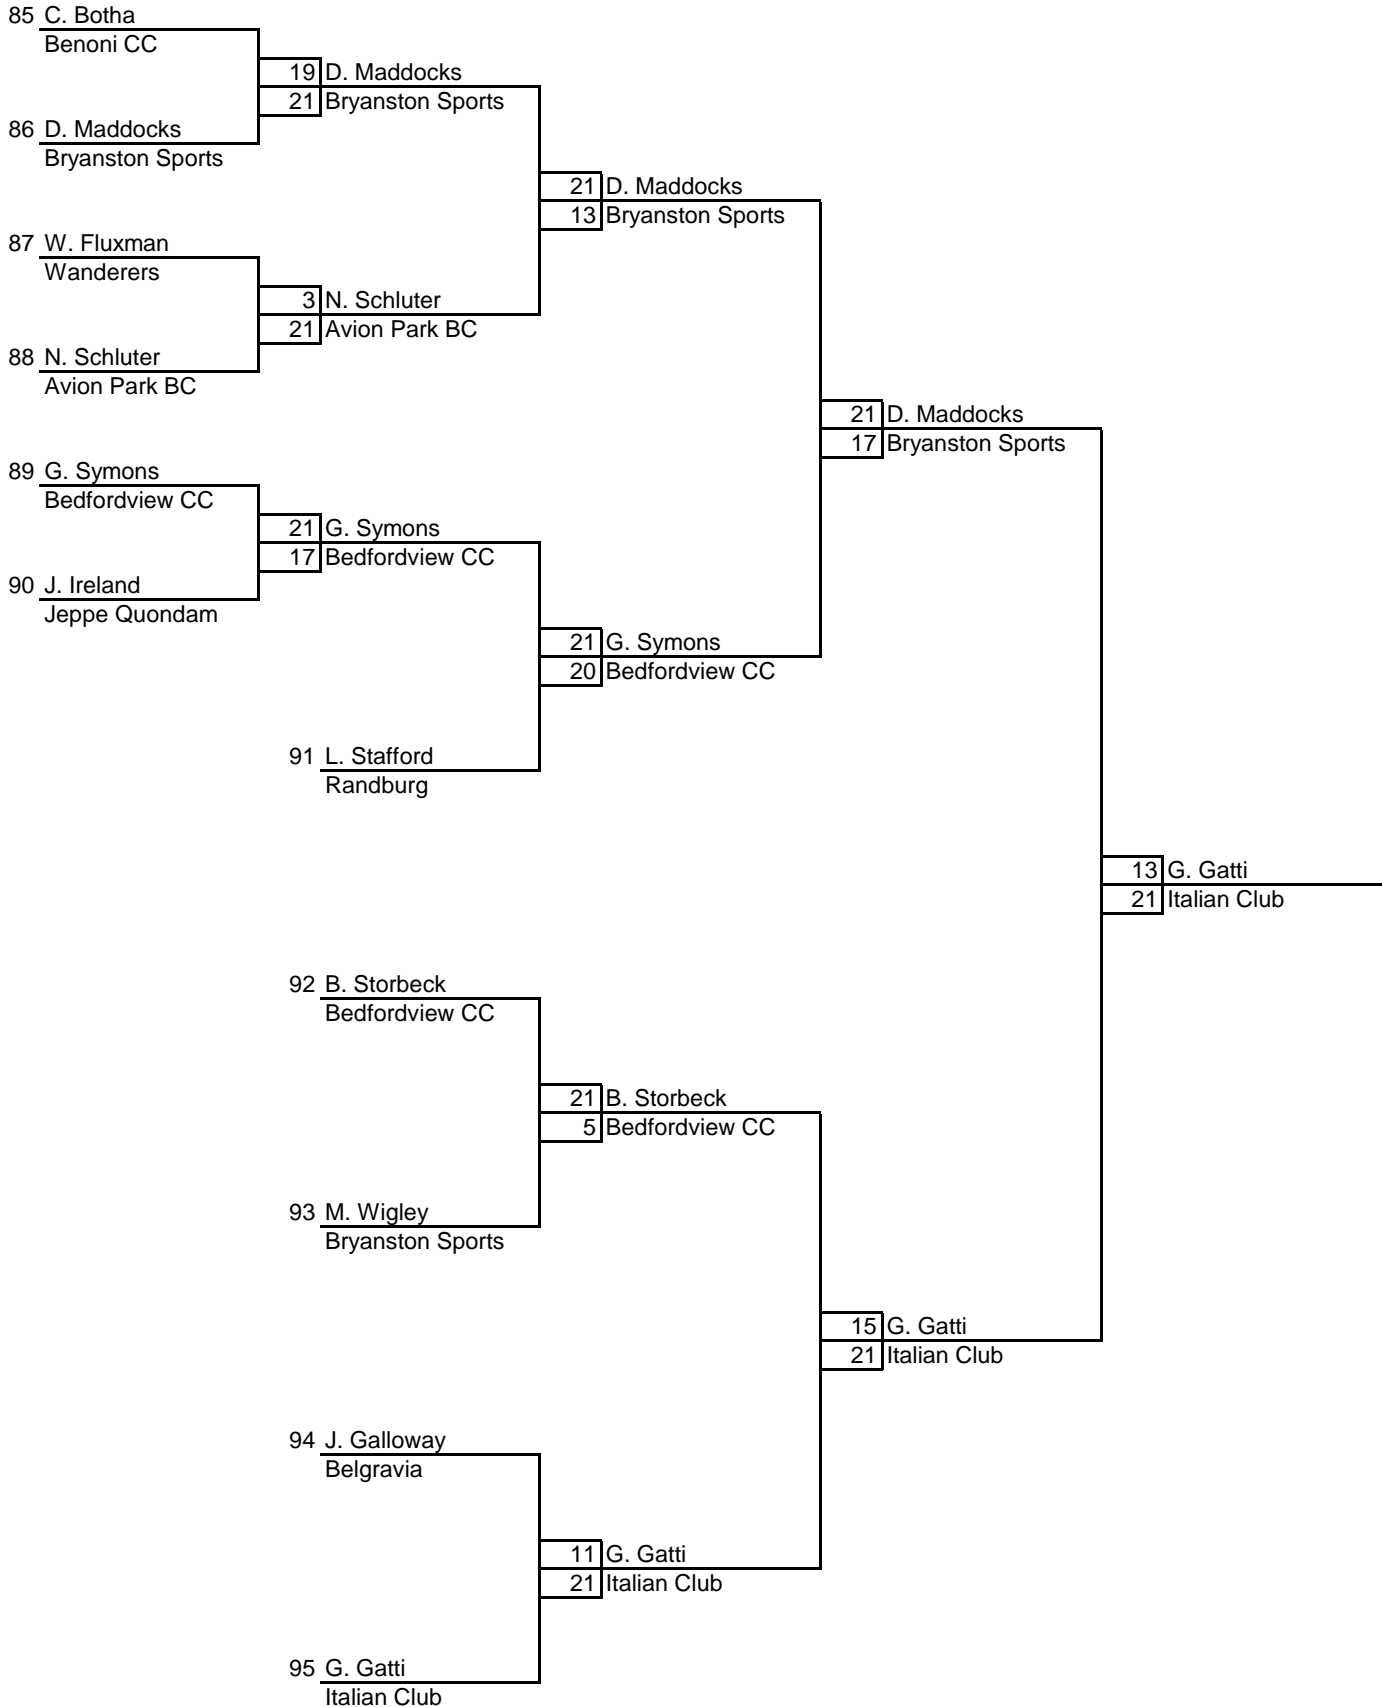 85 C. Botha
Benoni CC
19 D. Maddocks
21 Bryanston Sports
86 D. Maddocks
Bryanston Sports
21 D. Maddocks
13 Bryanston Sports
87 W. Fluxman
Wanderers
3 N. Schluter
21 Avion Park BC
88 N. Schluter
Avion Park BC
21 D. Maddocks
17 Bryanston Sports
89 G. Symons
Bedfordview CC
21 G. Symons
17 Bedfordview CC
90 J. Ireland
Jeppe Quondam
21 G. Symons
20 Bedfordview CC
91 L. Stafford
Randburg
13 G. Gatti
21 Italian Club
92 B. Storbeck
Bedfordview CC
21 B. Storbeck
5 Bedfordview CC
93 M. Wigley
Bryanston Sports
15 G. Gatti
21 Italian Club
94 J. Galloway
Belgravia
11 G. Gatti
21 Italian Club
95 G. Gatti
Italian Club